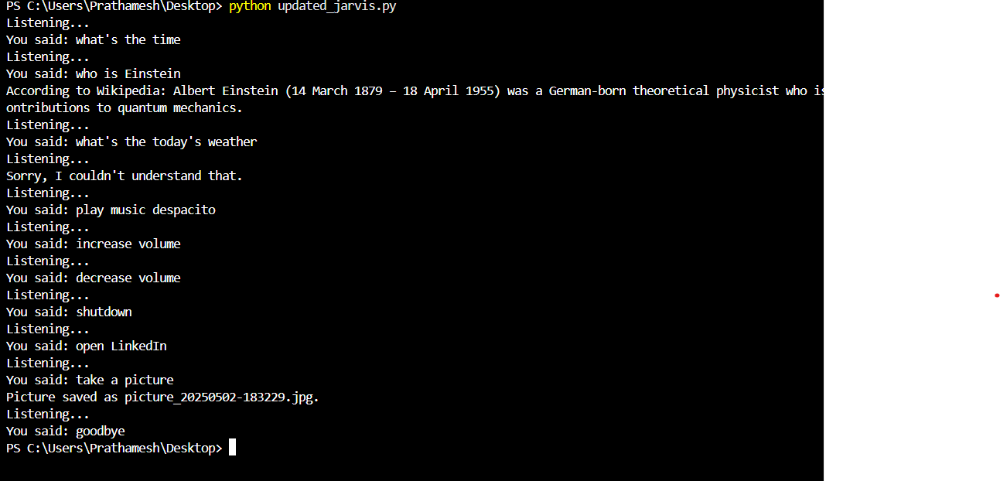 PS C:\Users\Prathamesh\Desktop> python updated_jarvis.py
Listening...
You said: what's the time
Listening...
You said: who is Einstein
According to Wikipedia: Albert Einstein (14 March 1879 – 18 April 1955) was a German-born theoretical physicist who is
ontributions to quantum mechanics.
Listening...
You said: what's the today's weather
Listening...
Sorry, I couldn't understand that.
Listening...
You said: play music despacito
Listening...
You said: increase volume
Listening...
You said: decrease volume
Listening...
You said: shutdown
Listening...
You said: open LinkedIn
Listening...
You said: take a picture
Picture saved as picture_20250502-183229.jpg.
Listening...
You said: goodbye
PS C:\Users\Prathamesh\Desktop>